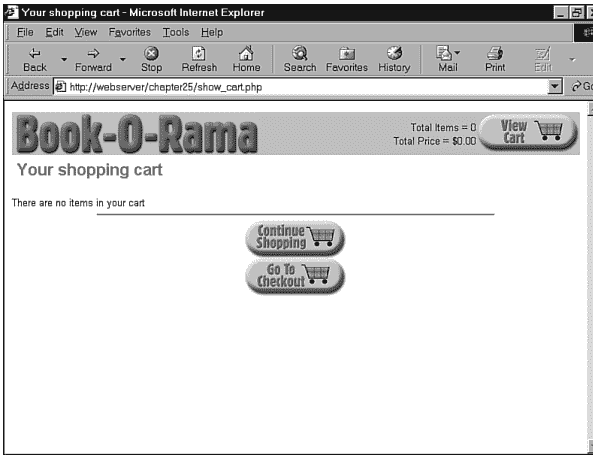 Your shopping cart - Microsoft Internet Explorer
File Edit View Favorites Tools Help
Back Forward Stop Refresh Home Search Favorites History Mail Print Edit
Address http://webserver/chapter25/show_cart.php Go
Book-O-Rama
Total Items = 0
Total Price = $0.00
View
Cart
Your shopping cart
There are no items in your cart
Continue
Shopping
Go To
Checkout